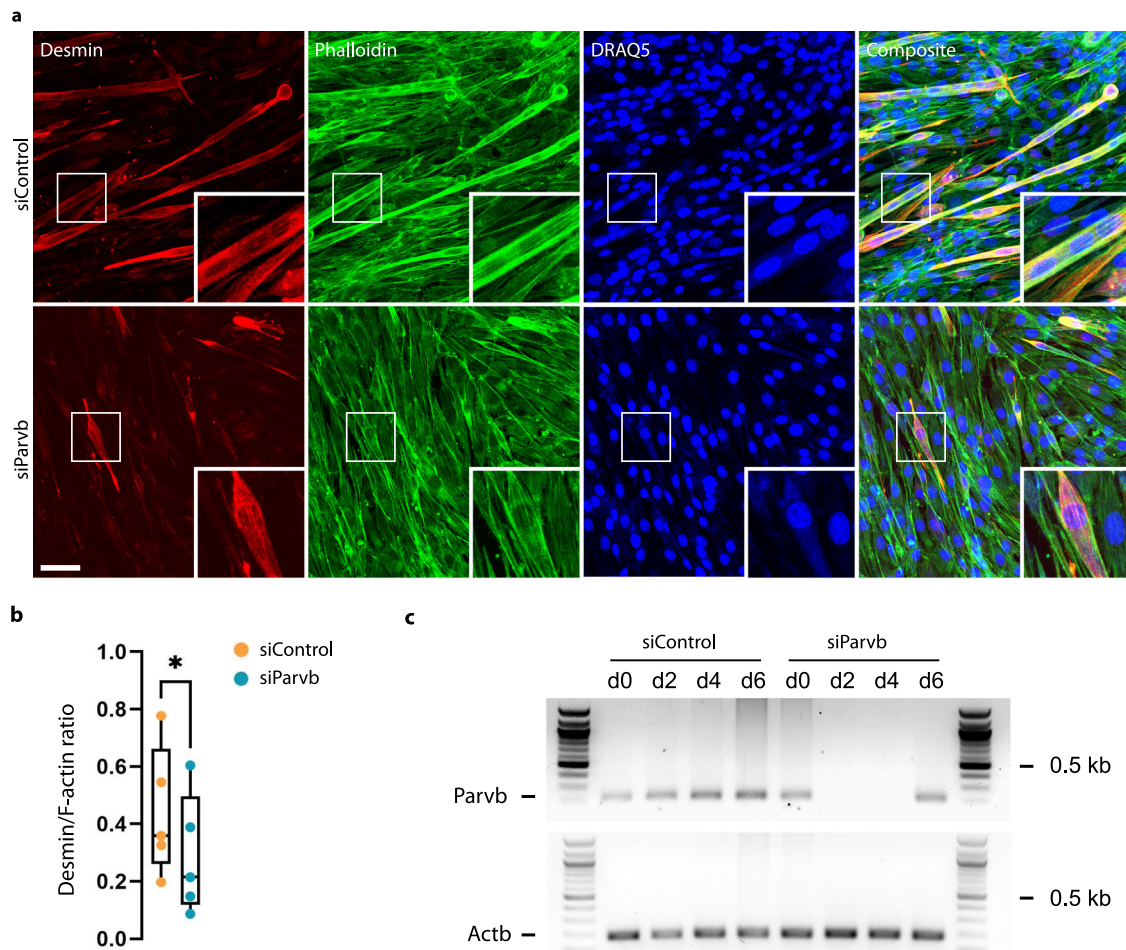 a
Desmin Phalloidin DRAQ5 Composite
siControl
siParvb
b
1.0
0.8
0.6
0.4
0.2
0.0
Desmin/F-actin ratio
*
siControl
siParvb
c
siControl siParvb
d0 d2 d4 d6 d0 d2 d4 d6
0.5 kb
Parvb
0.5 kb
Actb